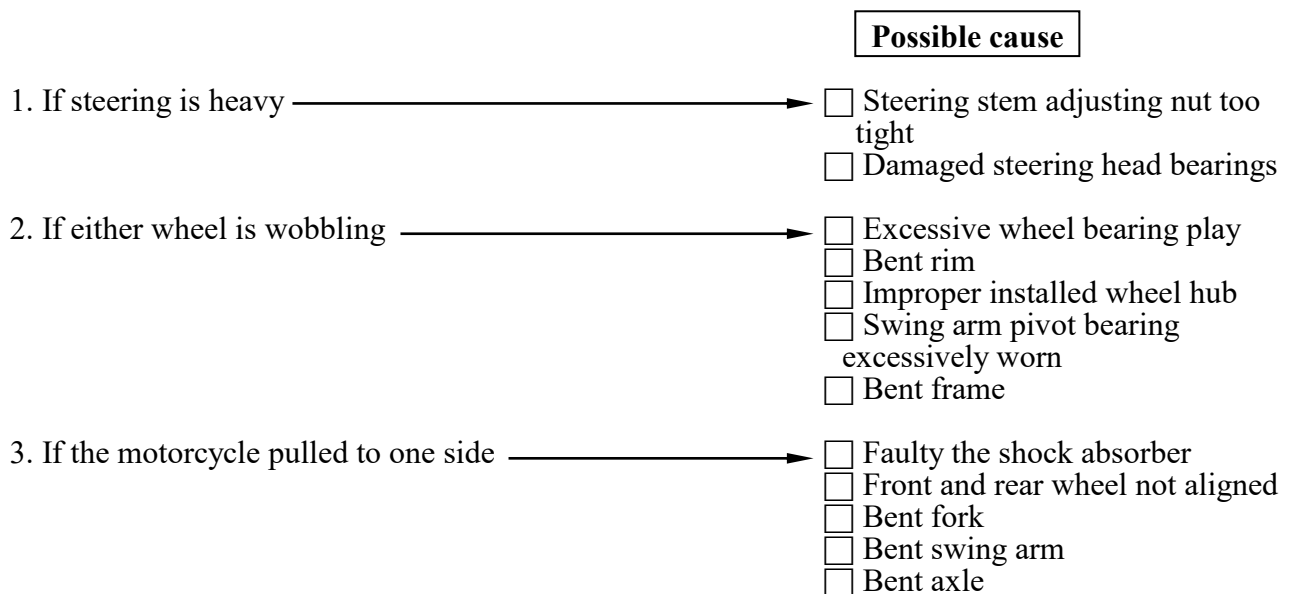 Possible cause
1. If steering is heavy
Steering stem adjusting nut too
tight
Damaged steering head bearings
2. If either wheel is wobbling
Excessive wheel bearing play
Bent rim
Improper installed wheel hub
Swing arm pivot bearing
excessively worn
Bent frame
3. If the motorcycle pulled to one side
Faulty the shock absorber
Front and rear wheel not aligned
Bent fork
Bent swing arm
Bent axle